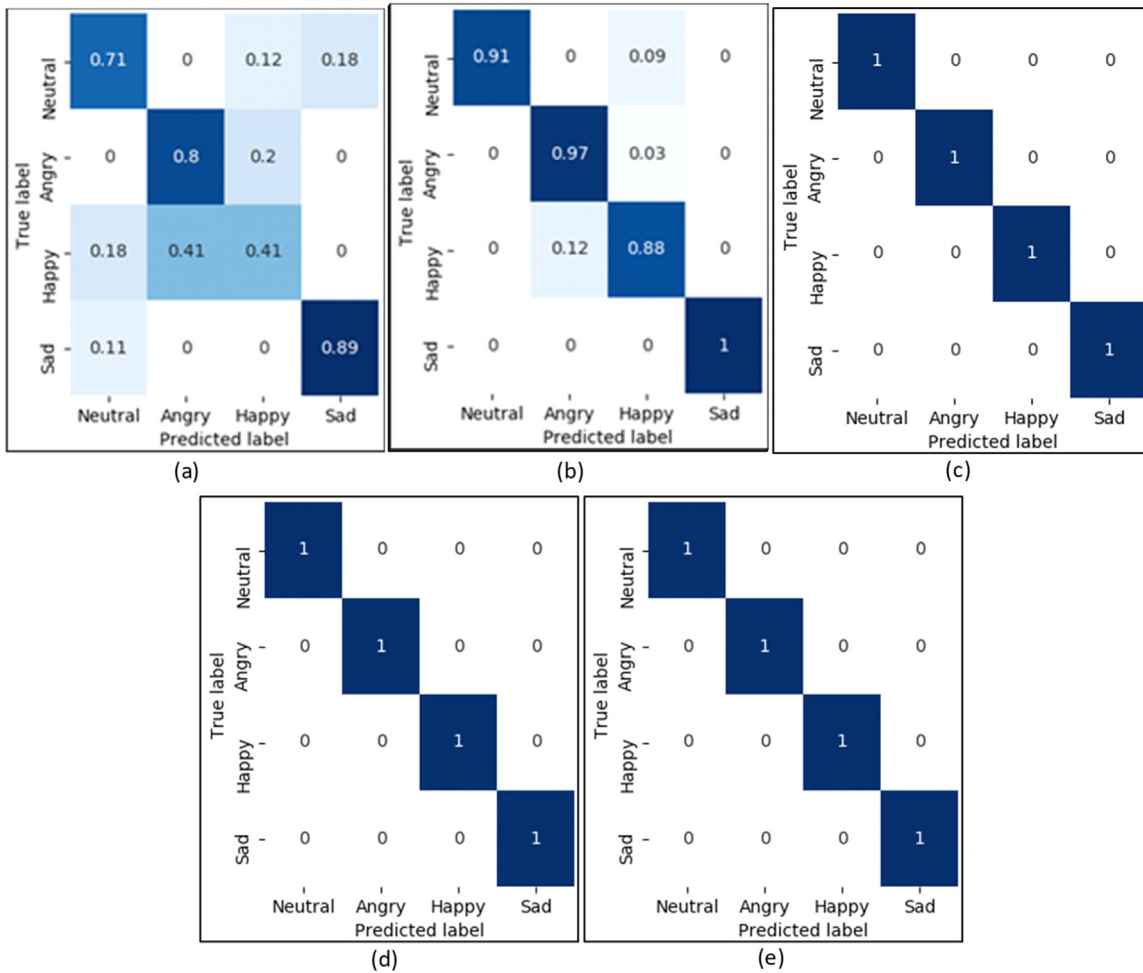 Neutral 0.71 0 0.12 0.18
Angry 0 0.8 0.2 0
Happy 0.18 0.41 0.41 0
Sad 0.11 0 0 0.89
True label
Neutral Angry Happy Sad
Predicted label
(a)
Neutral 0.91 0 0.09 0
Angry 0 0.97 0.03 0
Happy 0 0.12 0.88 0
Sad 0 0 0 1
True label
Neutral Angry Happy Sad
Predicted label
(b)
Neutral 1 0 0 0
Angry 0 1 0 0
Happy 0 0 1 0
Sad 0 0 0 1
True label
Neutral Angry Happy Sad
Predicted label
(c)
Neutral 1 0 0 0
Angry 0 1 0 0
Happy 0 0 1 0
Sad 0 0 0 1
True label
Neutral Angry Happy Sad
Predicted label
(d)
Neutral 1 0 0 0
Angry 0 1 0 0
Happy 0 0 1 0
Sad 0 0 0 1
True label
Neutral Angry Happy Sad
Predicted label
(e)